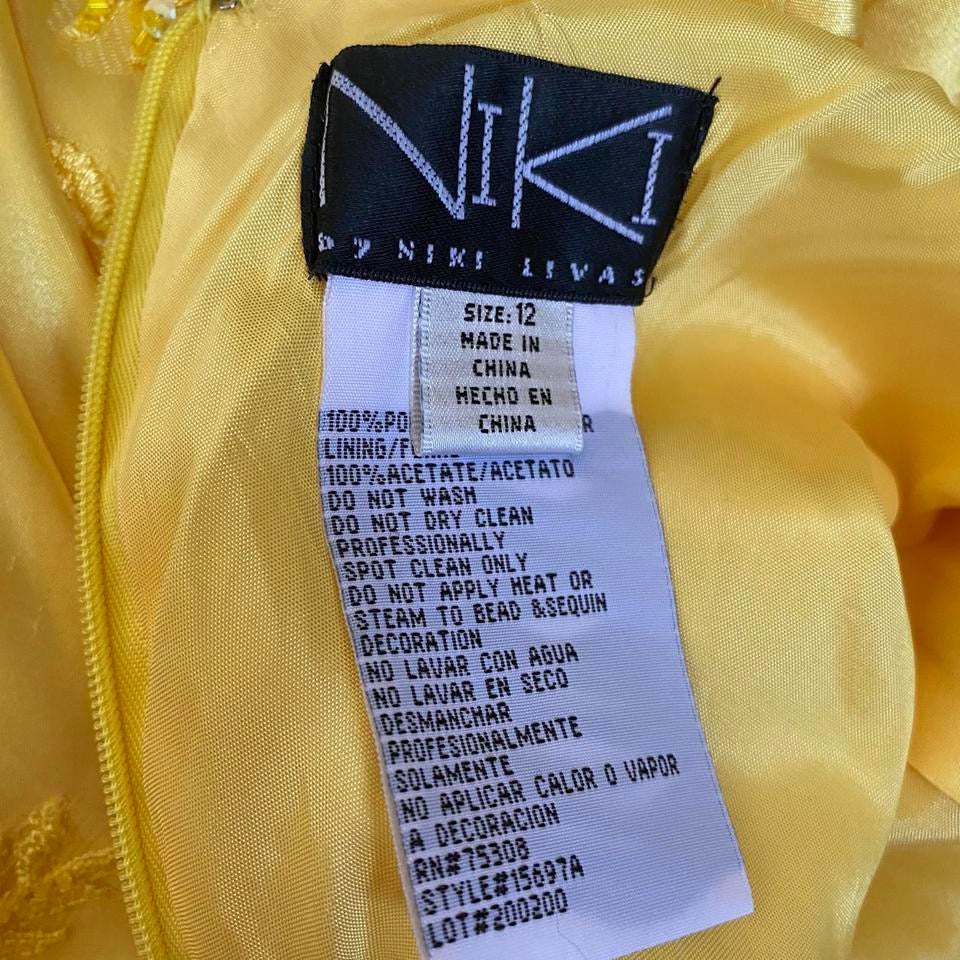 NIKI
BY NIKI LIVAS
SIZE: 12
MADE IN
CHINA
HECHO EN
CHINA
100%PO R
LINING/
100%ACETATE/ACETATO
DO NOT WASH
DO NOT DRY CLEAN
PROFESSIONALLY
SPOT CLEAN ONLY
DO NOT APPLY HEAT OR
STEAM TO BEAD &SEQUIN
DECORATION
NO LAVAR CON AGUA
NO LAVAR EN SECO
DESMANCHAR
PROFESIONALMENTE
SOLAMENTE
NO APLICAR CALOR O VAPOR
A DECORACION
RN#75308
STYLE#15697A
LOT#200200